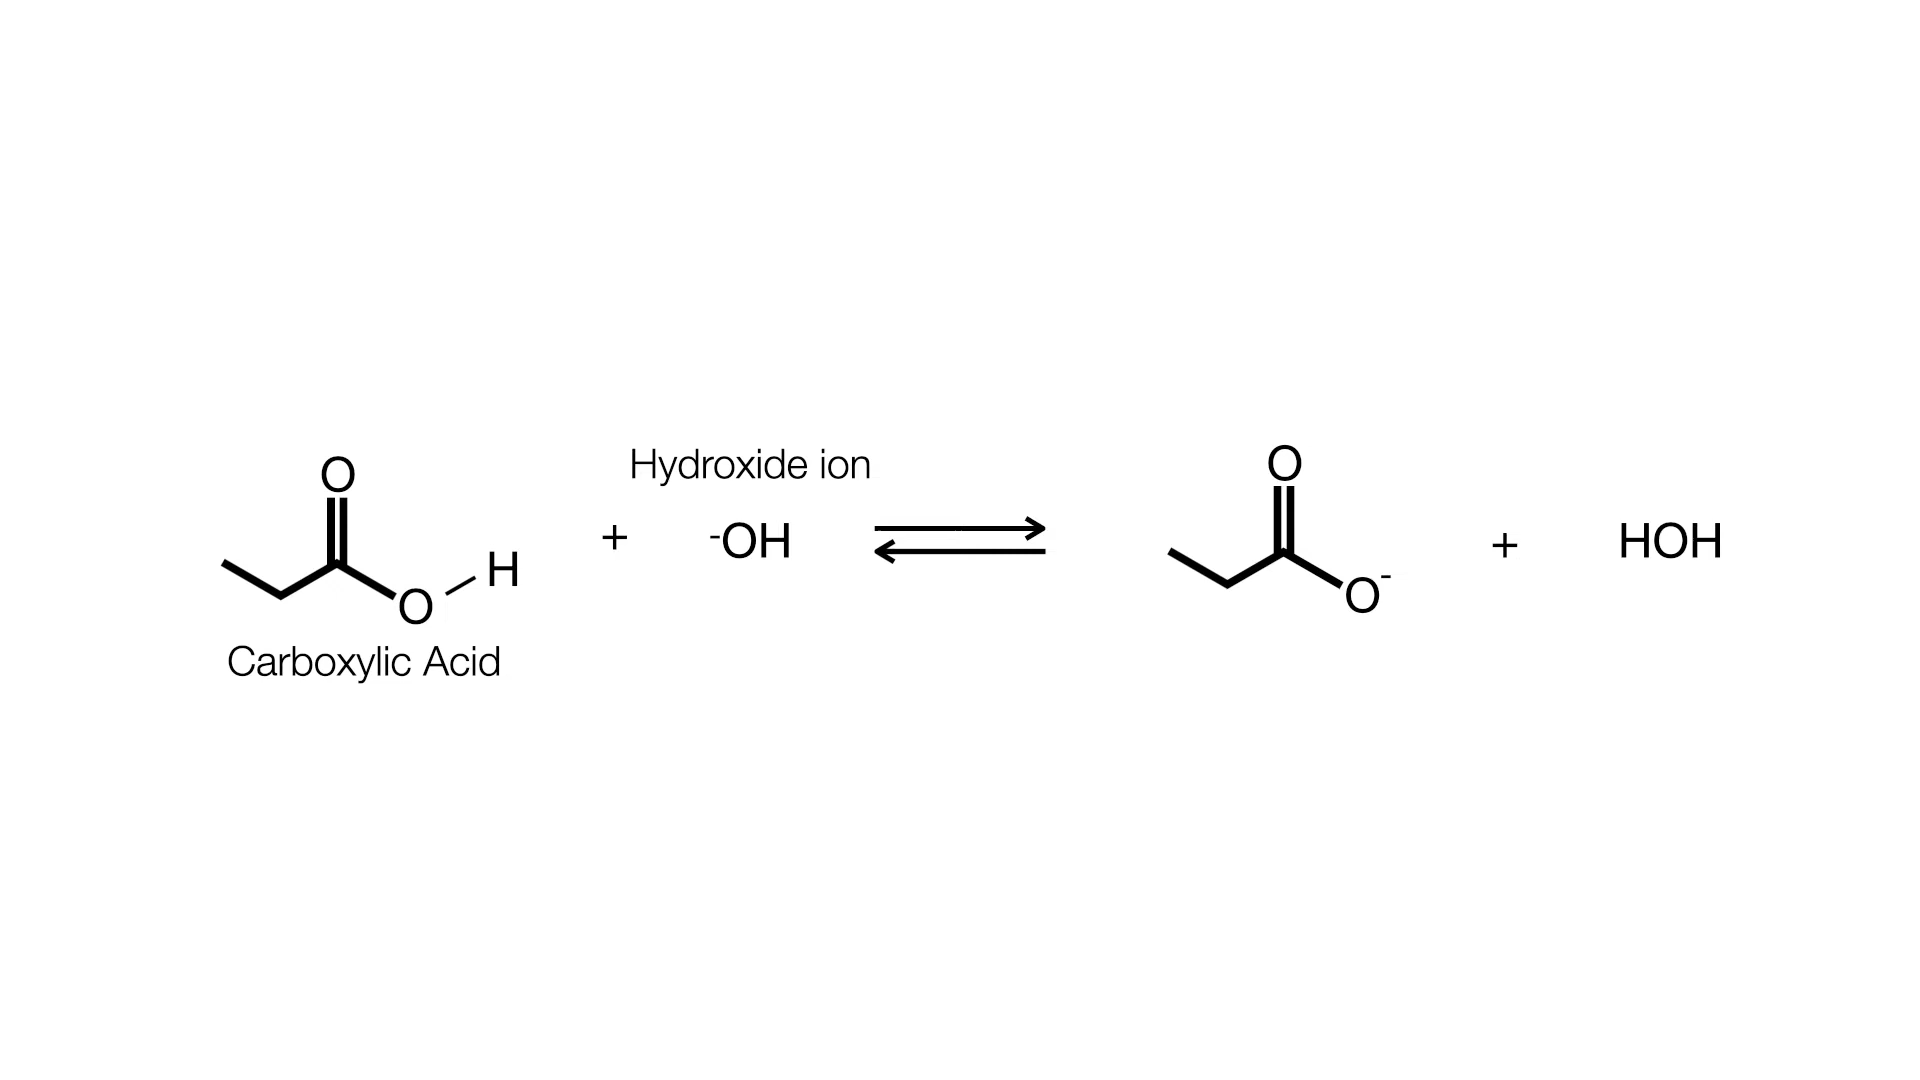 Hydroxide ion
O
O
H
+
-OH
O
O-
+
HOH
Carboxylic Acid